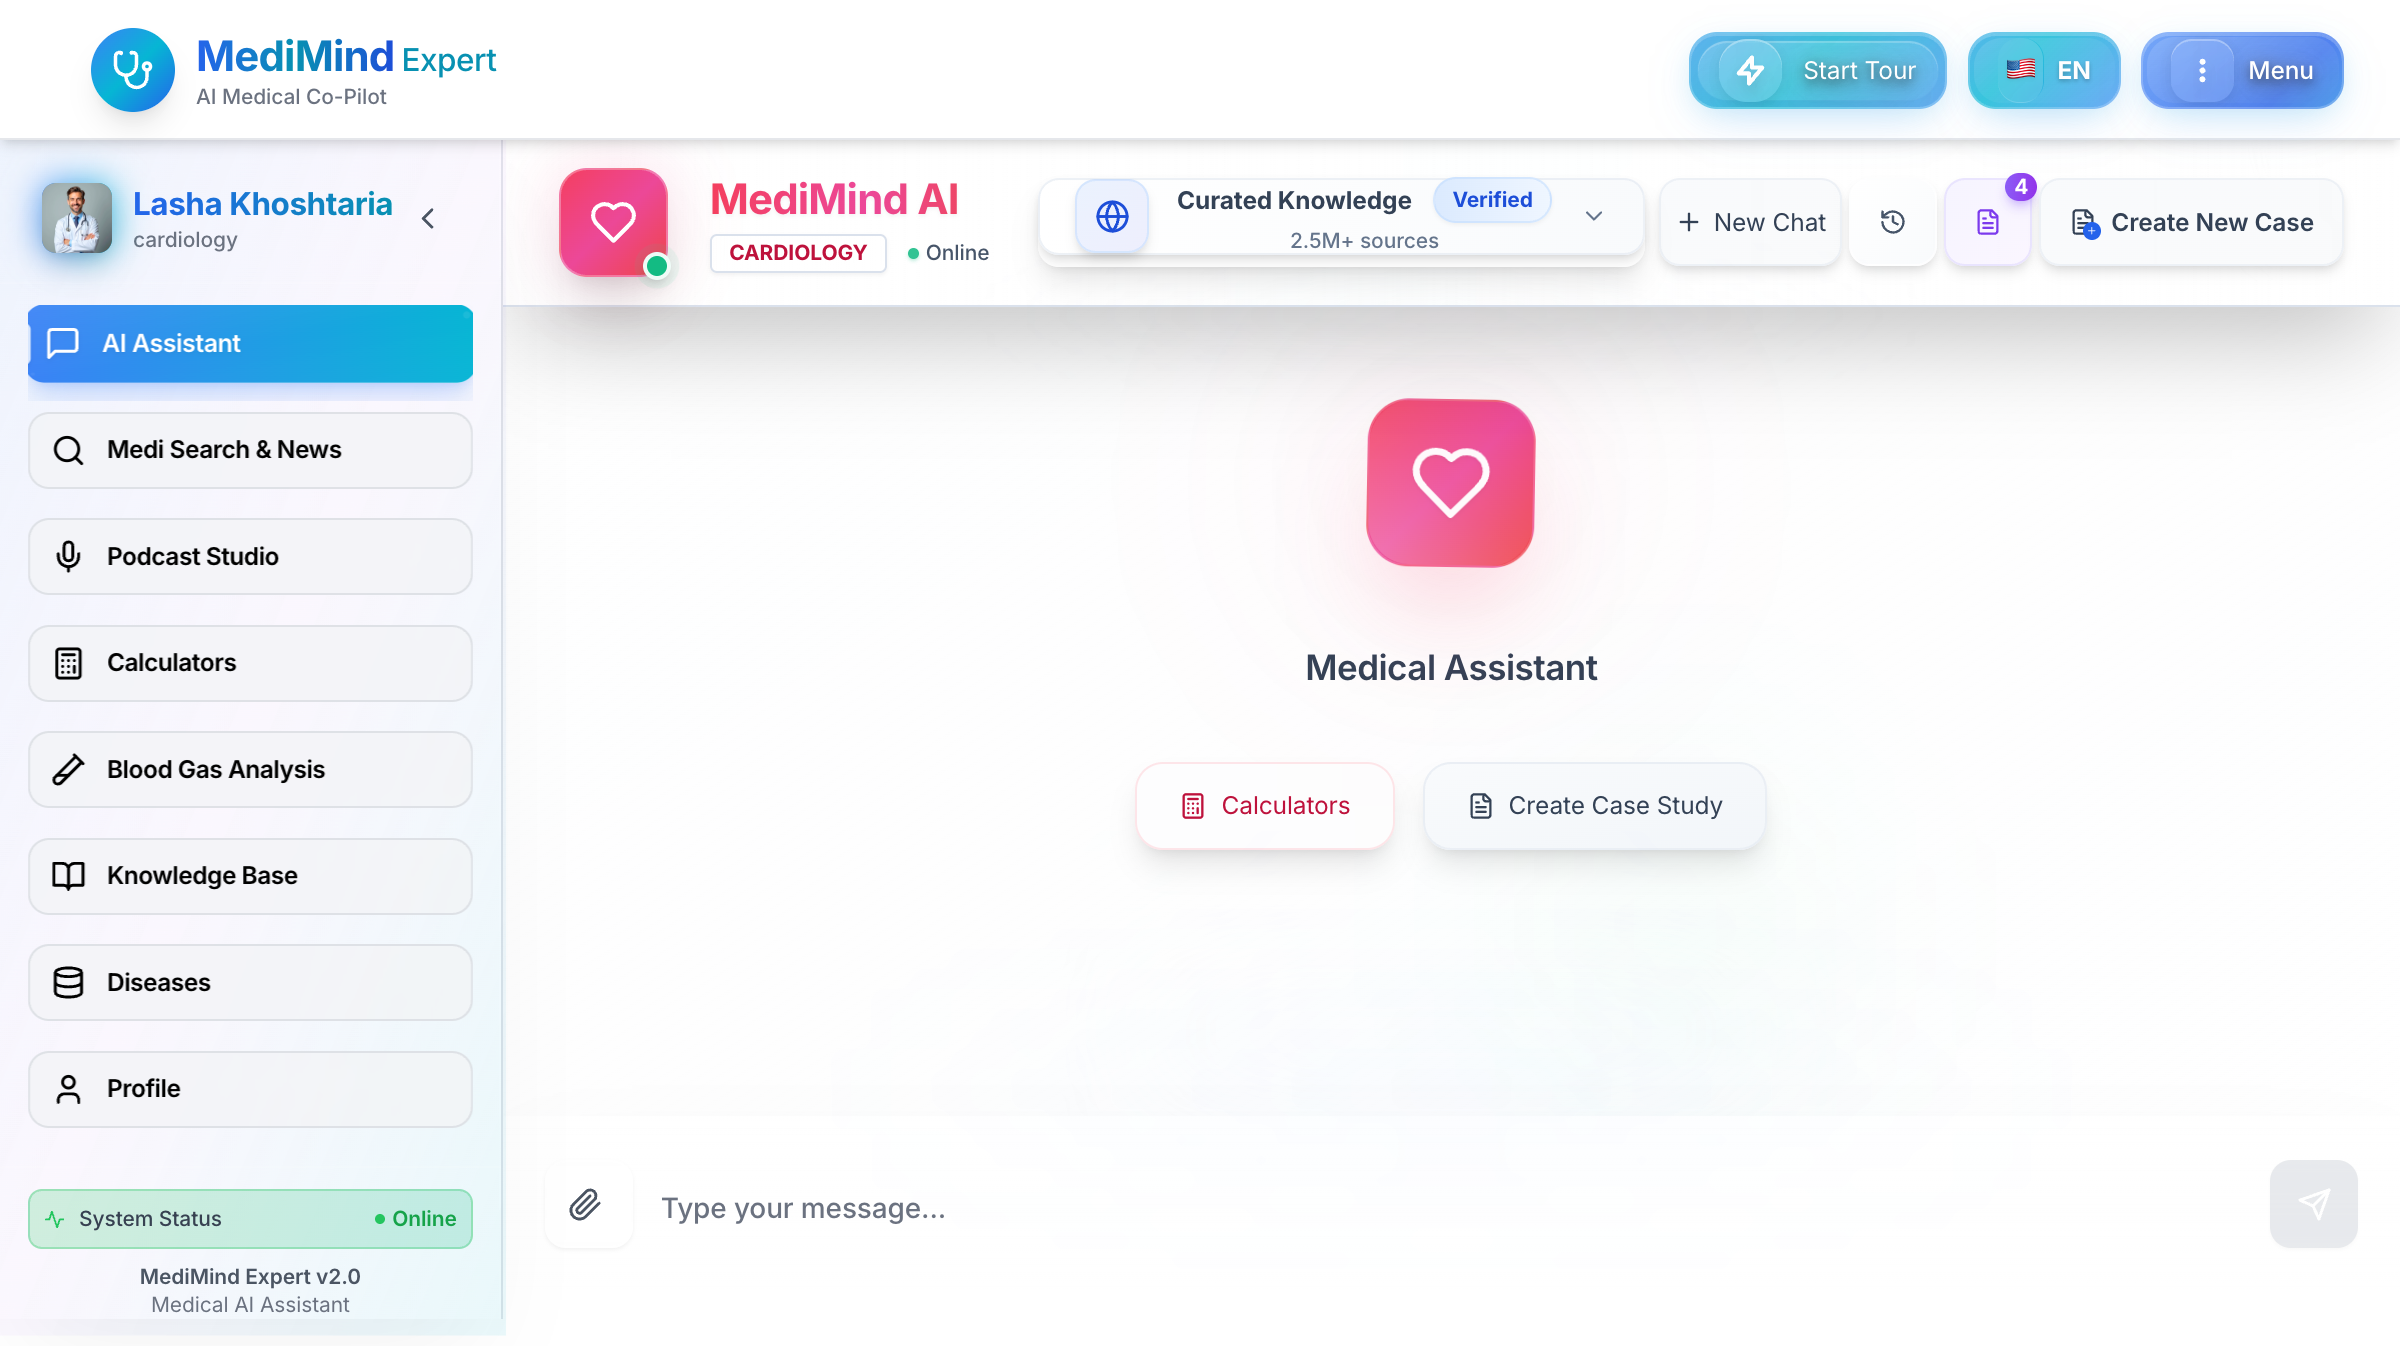 MediMind Expert
AI Medical Co-Pilot
Start Tour
EN
Menu
Lasha Khoshtaria
cardiology
MediMind AI
CARDIOLOGY
Online
Curated Knowledge
Verified
2.5M+ sources
New Chat
4
Create New Case
AI Assistant
Medi Search & News
Podcast Studio
Calculators
Blood Gas Analysis
Knowledge Base
Diseases
Profile
System Status
Online
MediMind Expert v2.0
Medical AI Assistant
Medical Assistant
Calculators
Create Case Study
Type your message...